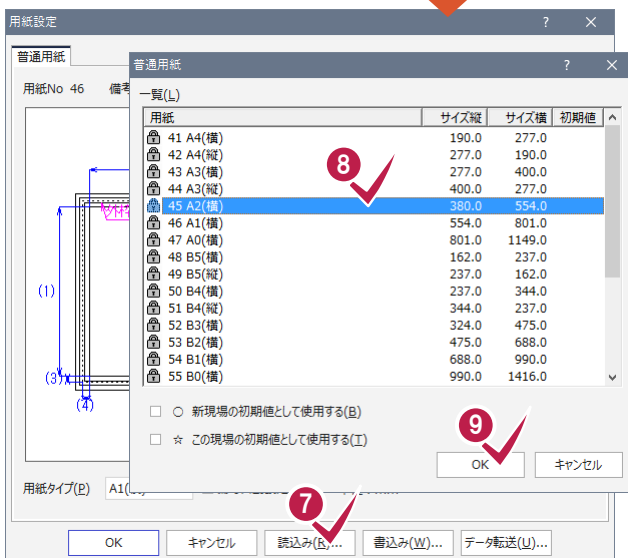 用紙設定 ? ×
普通用紙
用紙No 46 備考
普通用紙 ? ×
一覧(L)
用紙 サイズ縦 サイズ横 初期値
41 A4(横) 190.0 277.0
42 A4(縦) 277.0 190.0
43 A3(横) 277.0 400.0
44 A3(縦) 400.0 277.0
45 A2(横) 380.0 554.0
46 A1(横) 554.0 801.0
47 A0(横) 801.0 1149.0
48 B5(横) 162.0 237.0
49 B5(縦) 237.0 162.0
50 B4(横) 237.0 344.0
51 B4(縦) 344.0 237.0
52 B3(横) 324.0 475.0
53 B2(横) 475.0 688.0
54 B1(横) 688.0 990.0
55 B0(横) 990.0 1416.0
8
外枠
(1)
(3)
(4)
○ 新現場の初期値として使用する(B)
☆ この現場の初期値として使用する(T)
9
OK キャンセル
用紙タイプ(P) A1(
7
OK キャンセル 読込み(R)... 書込み(W)... データ転送(U)...